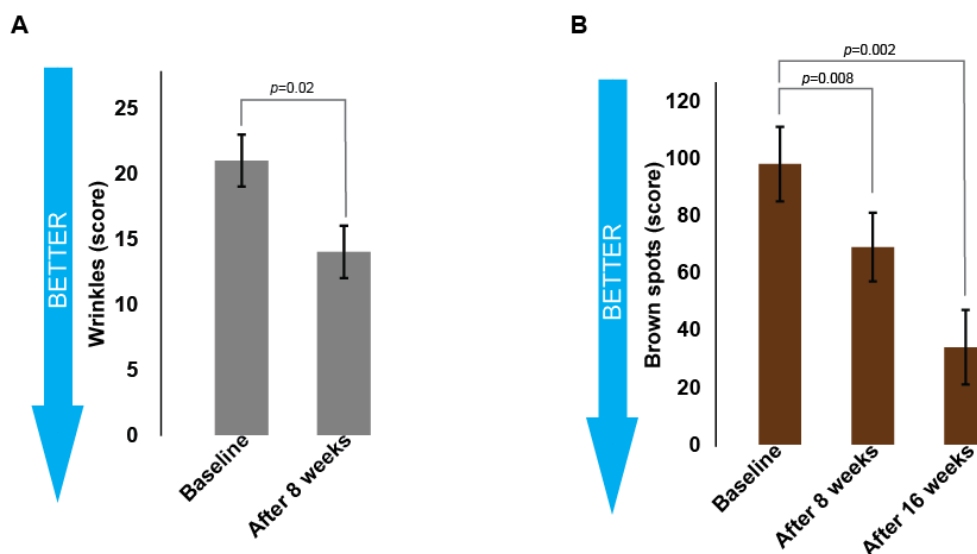 A
BETTER
Wrinkles (score)
25
20
15
10
5
0
p=0.02
Baseline
After 8 weeks
B
BETTER
Brown spots (score)
120
100
80
60
40
20
0
p=0.002
p=0.008
Baseline
After 8 weeks
After 16 weeks